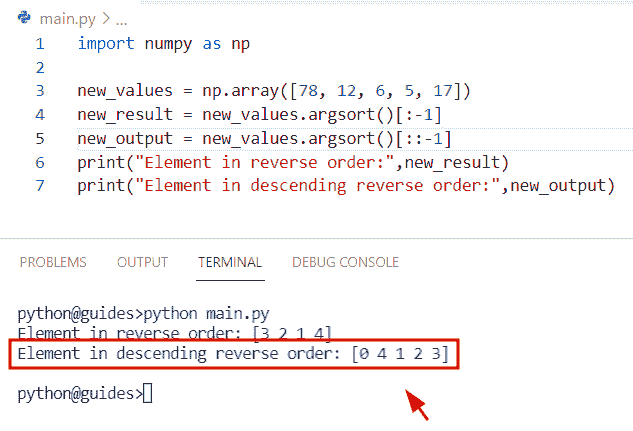 main.py > ...
1 import numpy as np
2
3 new_values = np.array([78, 12, 6, 5, 17])
4 new_result = new_values.argsort()[:-1]
5 new_output = new_values.argsort()[::-1]
6 print("Element in reverse order:",new_result)
7 print("Element in descending reverse order:",new_output)
PROBLEMS OUTPUT TERMINAL DEBUG CONSOLE
python@guides>python main.py
Element in reverse order: [3 2 1 4]
Element in descending reverse order: [0 4 1 2 3]
python@guides>